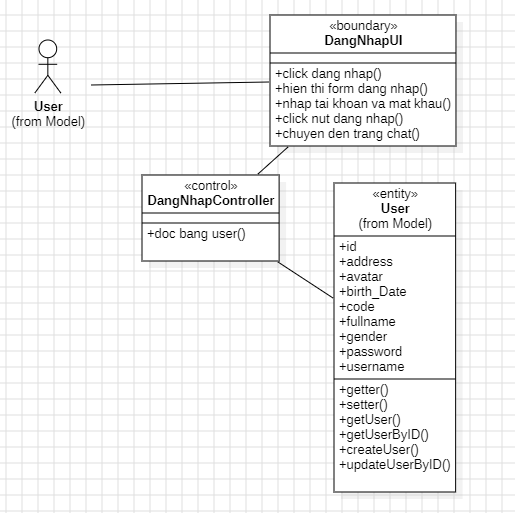 User
(from Model)
«boundary»
DangNhapUI
+click dang nhap()
+hien thi form dang nhap()
+nhap tai khoan va mat khau()
+click nut dang nhap()
+chuyen den trang chat()
«control»
DangNhapController
+doc bang user()
«entity»
User
(from Model)
+id
+address
+avatar
+birth_Date
+code
+fullname
+gender
+password
+username
+getter()
+setter()
+getUser()
+getUserByID()
+createUser()
+updateUserByID()